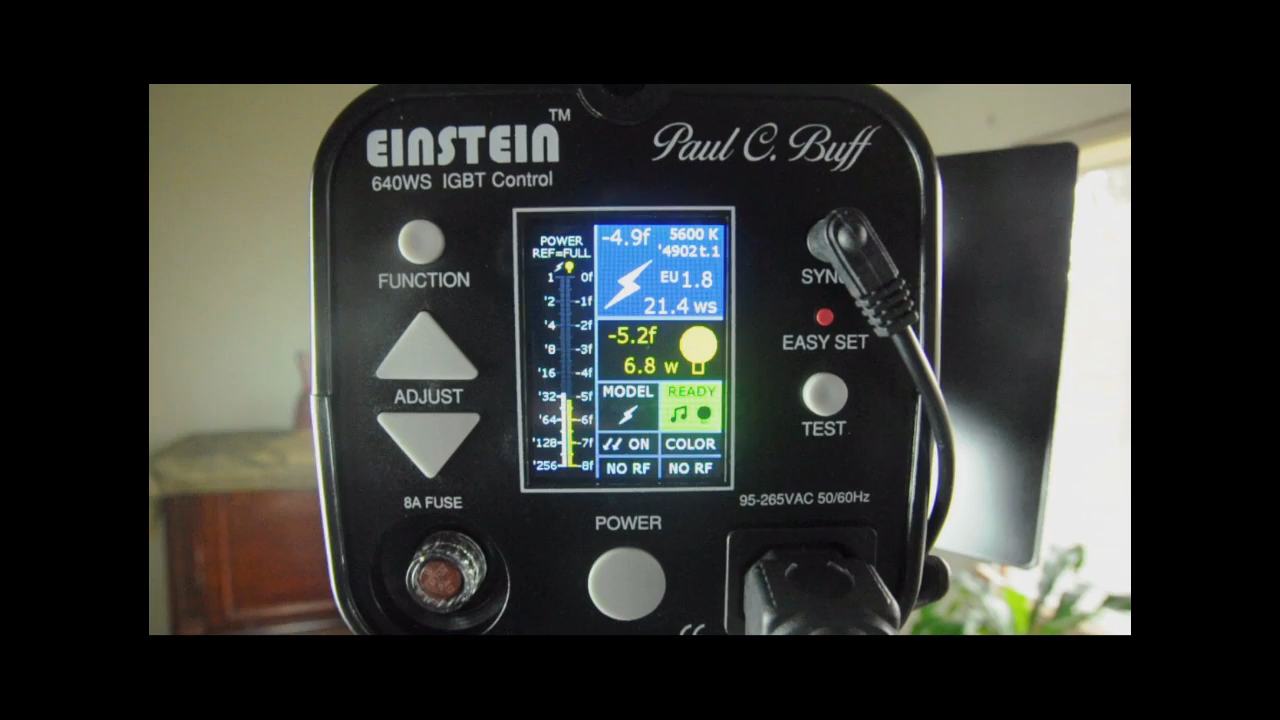 EINSTEIN™
640WS IGBT Control
Paul C. Buff
FUNCTION
ADJUST
8A FUSE
POWER
REF=FULL
1 0f
'2 -1f
'4 -2f
'8 -3f
'16 -4f
'32 -5f
'64 -6f
'128 -7f
'256 -8f
-4.9f 5600 K
'4902 t.1
EU 1.8
21.4 WS
-5.2f
6.8 W
MODEL READY
ON COLOR
NO RF NO RF
SYN
EASY SET
TEST
95-265VAC 50/60Hz
POWER